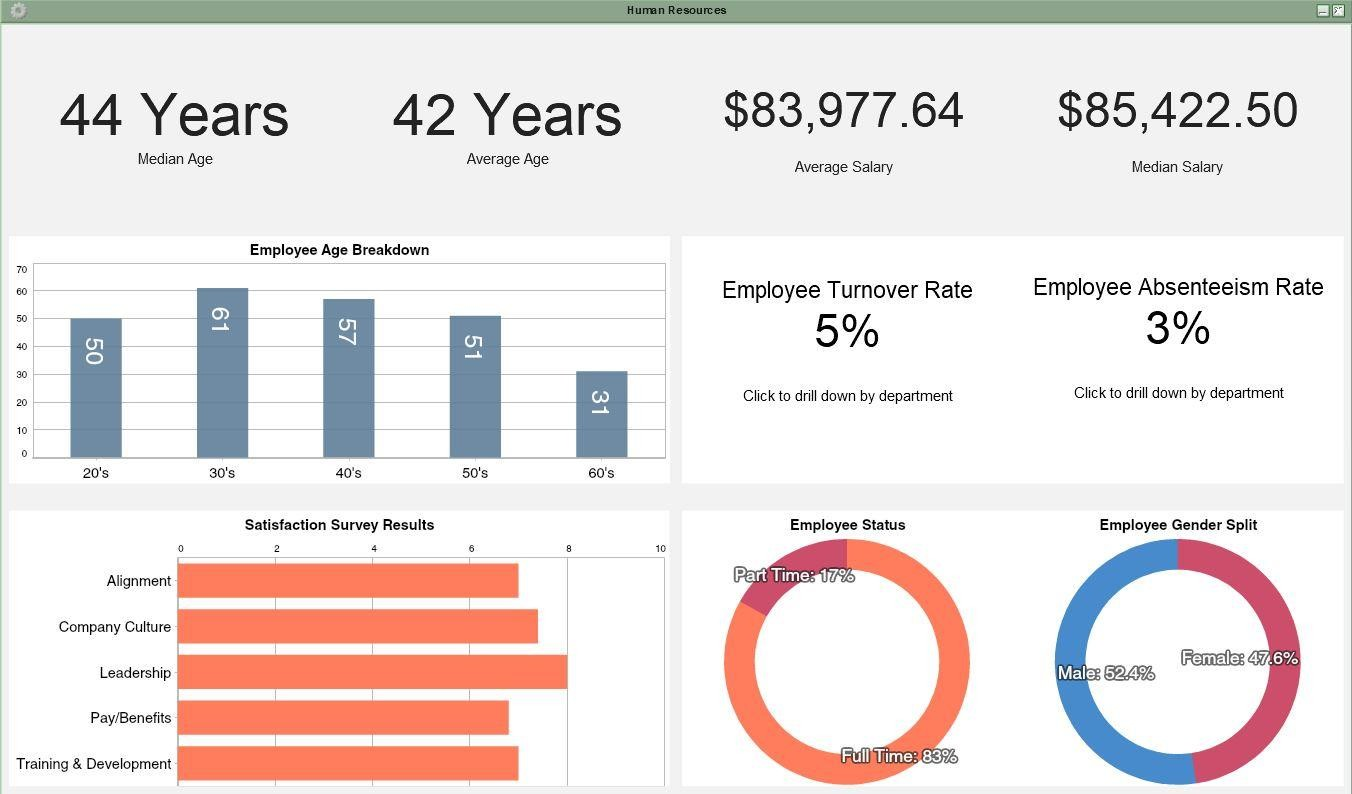 Human Resources
44 Years
Median Age
42 Years
Average Age
$83,977.64
Average Salary
$85,422.50
Median Salary
Employee Age Breakdown
70
60
50
40
30
20
10
0
50
61
57
51
31
20's
30's
40's
50's
60's
Employee Turnover Rate
5%
Click to drill down by department
Employee Absenteeism Rate
3%
Click to drill down by department
Satisfaction Survey Results
0
2
4
6
8
10
Alignment
Company Culture
Leadership
Pay/Benefits
Training & Development
Employee Status
Part Time: 17%
Full Time: 83%
Employee Gender Split
Female: 47.6%
Male: 52.4%